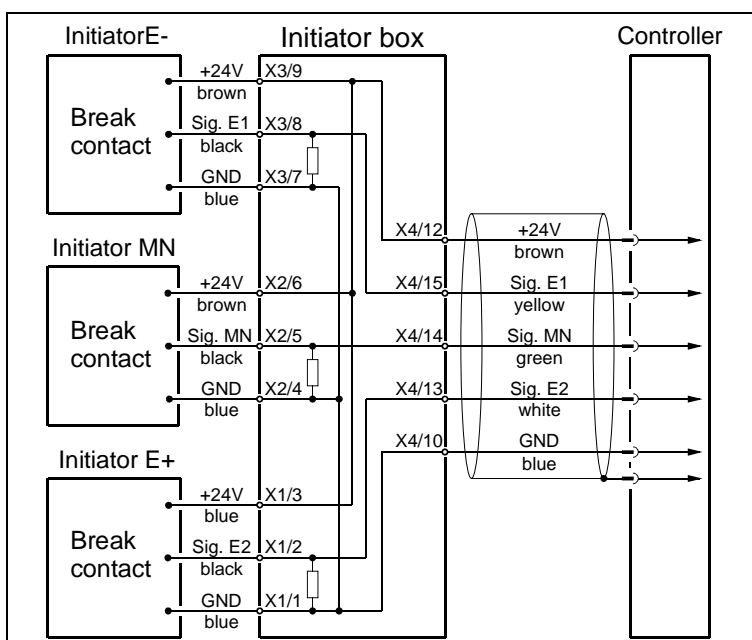 InitiatorE-
Initiator box
Controller
+24V
X3/9
brown
Break
contact
Sig. E1
X3/8
black
GND
X3/7
blue
X4/12
+24V
brown
Initiator MN
+24V
X2/6
brown
X4/15
Sig. E1
yellow
Break
contact
Sig. MN
X2/5
black
X4/14
Sig. MN
green
GND
X2/4
blue
X4/13
Sig. E2
white
X4/10
GND
blue
Initiator E+
+24V
X1/3
blue
Break
contact
Sig. E2
X1/2
black
GND
X1/1
blue